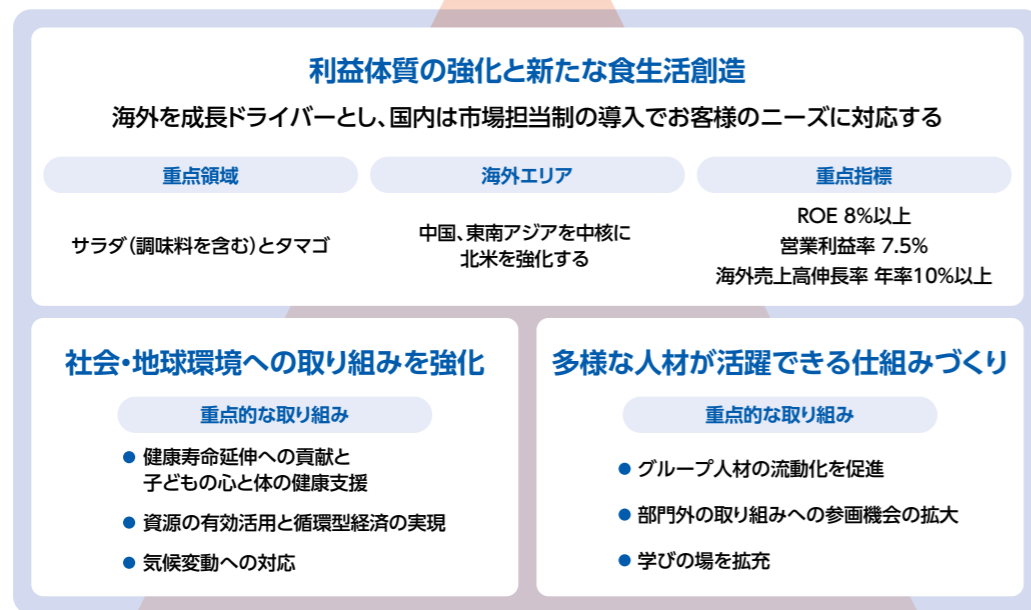 利益体質の強化と新たな食生活創造
海外を成長ドライバーとし、国内は市場担当制の導入でお客様のニーズに対応する
重点領域
サラダ（調味料を含む）とタマゴ
海外エリア
中国、東南アジアを中核に
北米を強化する
重点指標
ROE 8%以上
営業利益率 7.5%
海外売上高伸長率 年率10%以上
社会・地球環境への取り組みを強化
重点的な取り組み
● 健康寿命延伸への貢献と
子どもの心と体の健康支援
● 資源の有効活用と循環型経済の実現
● 気候変動への対応
多様な人材が活躍できる仕組みづくり
重点的な取り組み
● グループ人材の流動化を促進
● 部門外の取り組みへの参画機会の拡大
● 学びの場を拡充